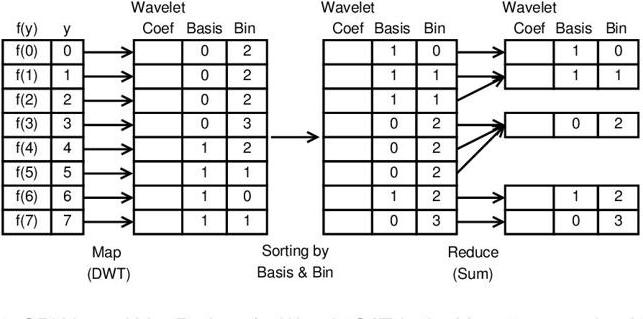 Wavelet Wavelet Wavelet
f(y) y Coef Basis Bin Coef Basis Bin Coef Basis Bin
f(0) 0 0 2 1 0 1 0
f(1) 1 0 2 1 1 1 1
f(2) 2 0 2 1 1
f(3) 3 0 3 0 2 0 2
f(4) 4 1 2 0 2
f(5) 5 1 1 0 2
f(6) 6 1 0 1 2 1 2
f(7) 7 1 1 0 3 0 3
Map Sorting by Reduce
(DWT) Basis & Bin (Sum)